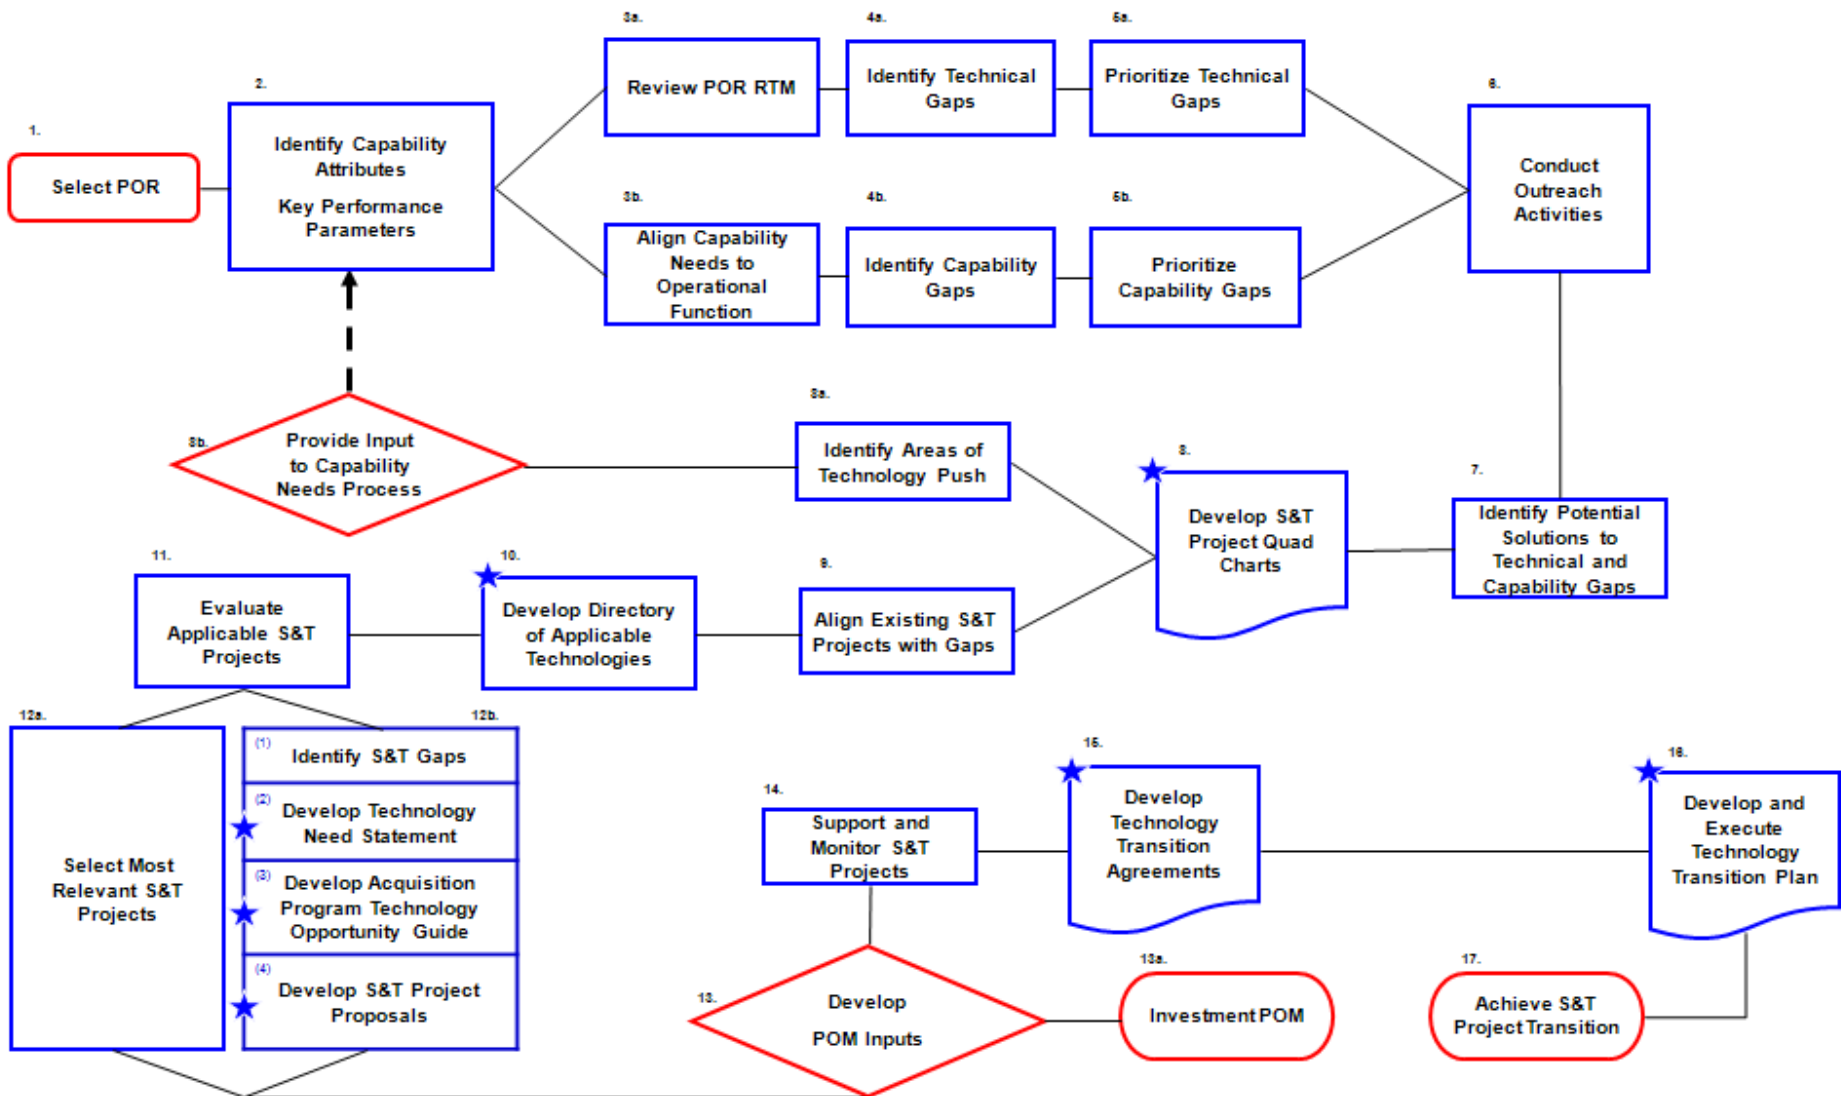 1.
Select POR
2.
Identify Capability
Attributes
Key Performance
Parameters
3a.
Review POR RTM
4a.
Identify Technical
Gaps
5a.
Prioritize Technical
Gaps
3b.
Align Capability
Needs to
Operational
Function
4b.
Identify Capability
Gaps
5b.
Prioritize
Capability Gaps
6.
Conduct
Outreach
Activities
7.
Identify Potential
Solutions to
Technical and
Capability Gaps
8.
Develop S&T
Project Quad
Charts
8a.
Identify Areas of
Technology Push
8b.
Provide Input
to Capability
Needs Process
9.
Align Existing S&T
Projects with Gaps
10.
Develop Directory
of Applicable
Technologies
11.
Evaluate
Applicable S&T
Projects
12a.
Select Most
Relevant S&T
Projects
12b.
(1)
Identify S&T Gaps
(2)
Develop Technology
Need Statement
(3)
Develop Acquisition
Program Technology
Opportunity Guide
(4)
Develop S&T Project
Proposals
13.
Develop
POM Inputs
13a.
Investment POM
14.
Support and
Monitor S&T
Projects
15.
Develop
Technology
Transition
Agreements
16.
Develop and
Execute
Technology
Transition Plan
17.
Achieve S&T
Project Transition